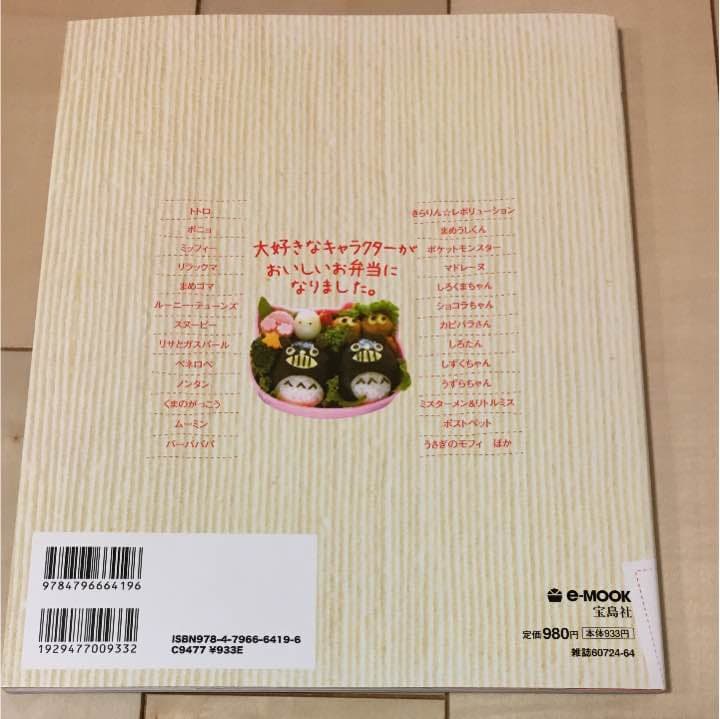 トトロ
ポニョ
ミッフィー
リラックマ
まめゴマ
ルーニー・テューンズ
スヌーピー
リサとガスパール
ペネロペ
ノンタン
くまのがっこう
ムーミン
バーバパパ
大好きなキャラクターが
おいしいお弁当に
なりました。
きらりん☆レボリューション
まめうしくん
ポケットモンスター
マドレーヌ
しろくまちゃん
ショコラちゃん
カピバラさん
しろたん
しずくちゃん
うずらちゃん
ミスターメン&リトルミス
ポストペット
うさぎのモフィ ほか
9784796664196
1929477009332
ISBN978-4-7966-6419-6
C9477 ¥933E
e-MOOK
宝島社
定価980円 本体933円
雑誌60724-64